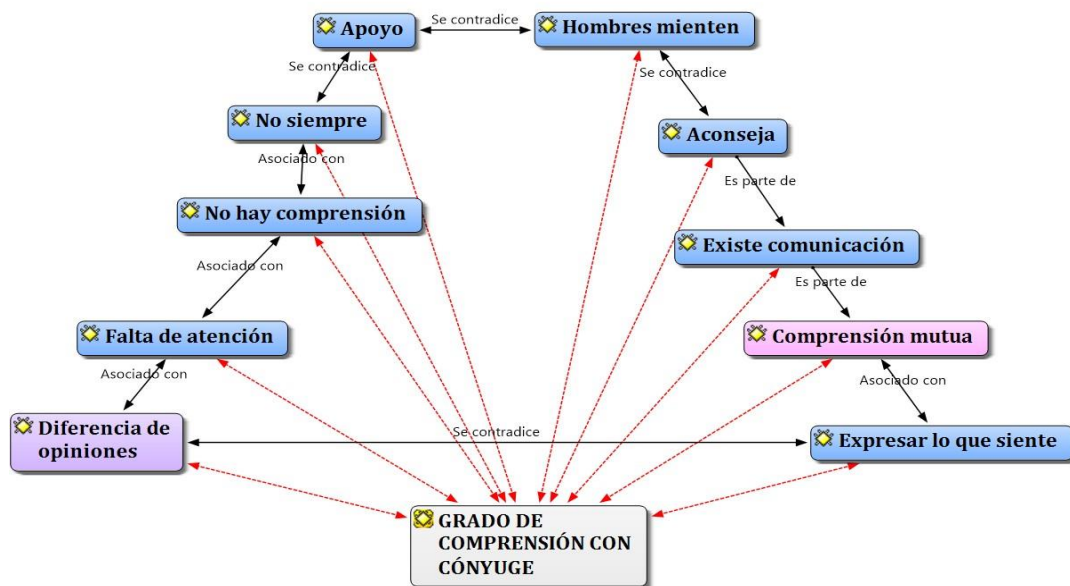 Apoyo
Se contradice
Hombres mienten
Se contradice
Se contradice
No siempre
Aconseja
Asociado con
Es parte de
No hay comprensión
Existe comunicación
Asociado con
Es parte de
Falta de atención
Comprensión mutua
Asociado con
Asociado con
Diferencia de
opiniones
Se contradice
Expresar lo que siente
GRADO DE
COMPRENSIÓN CON
CÓNYUGE